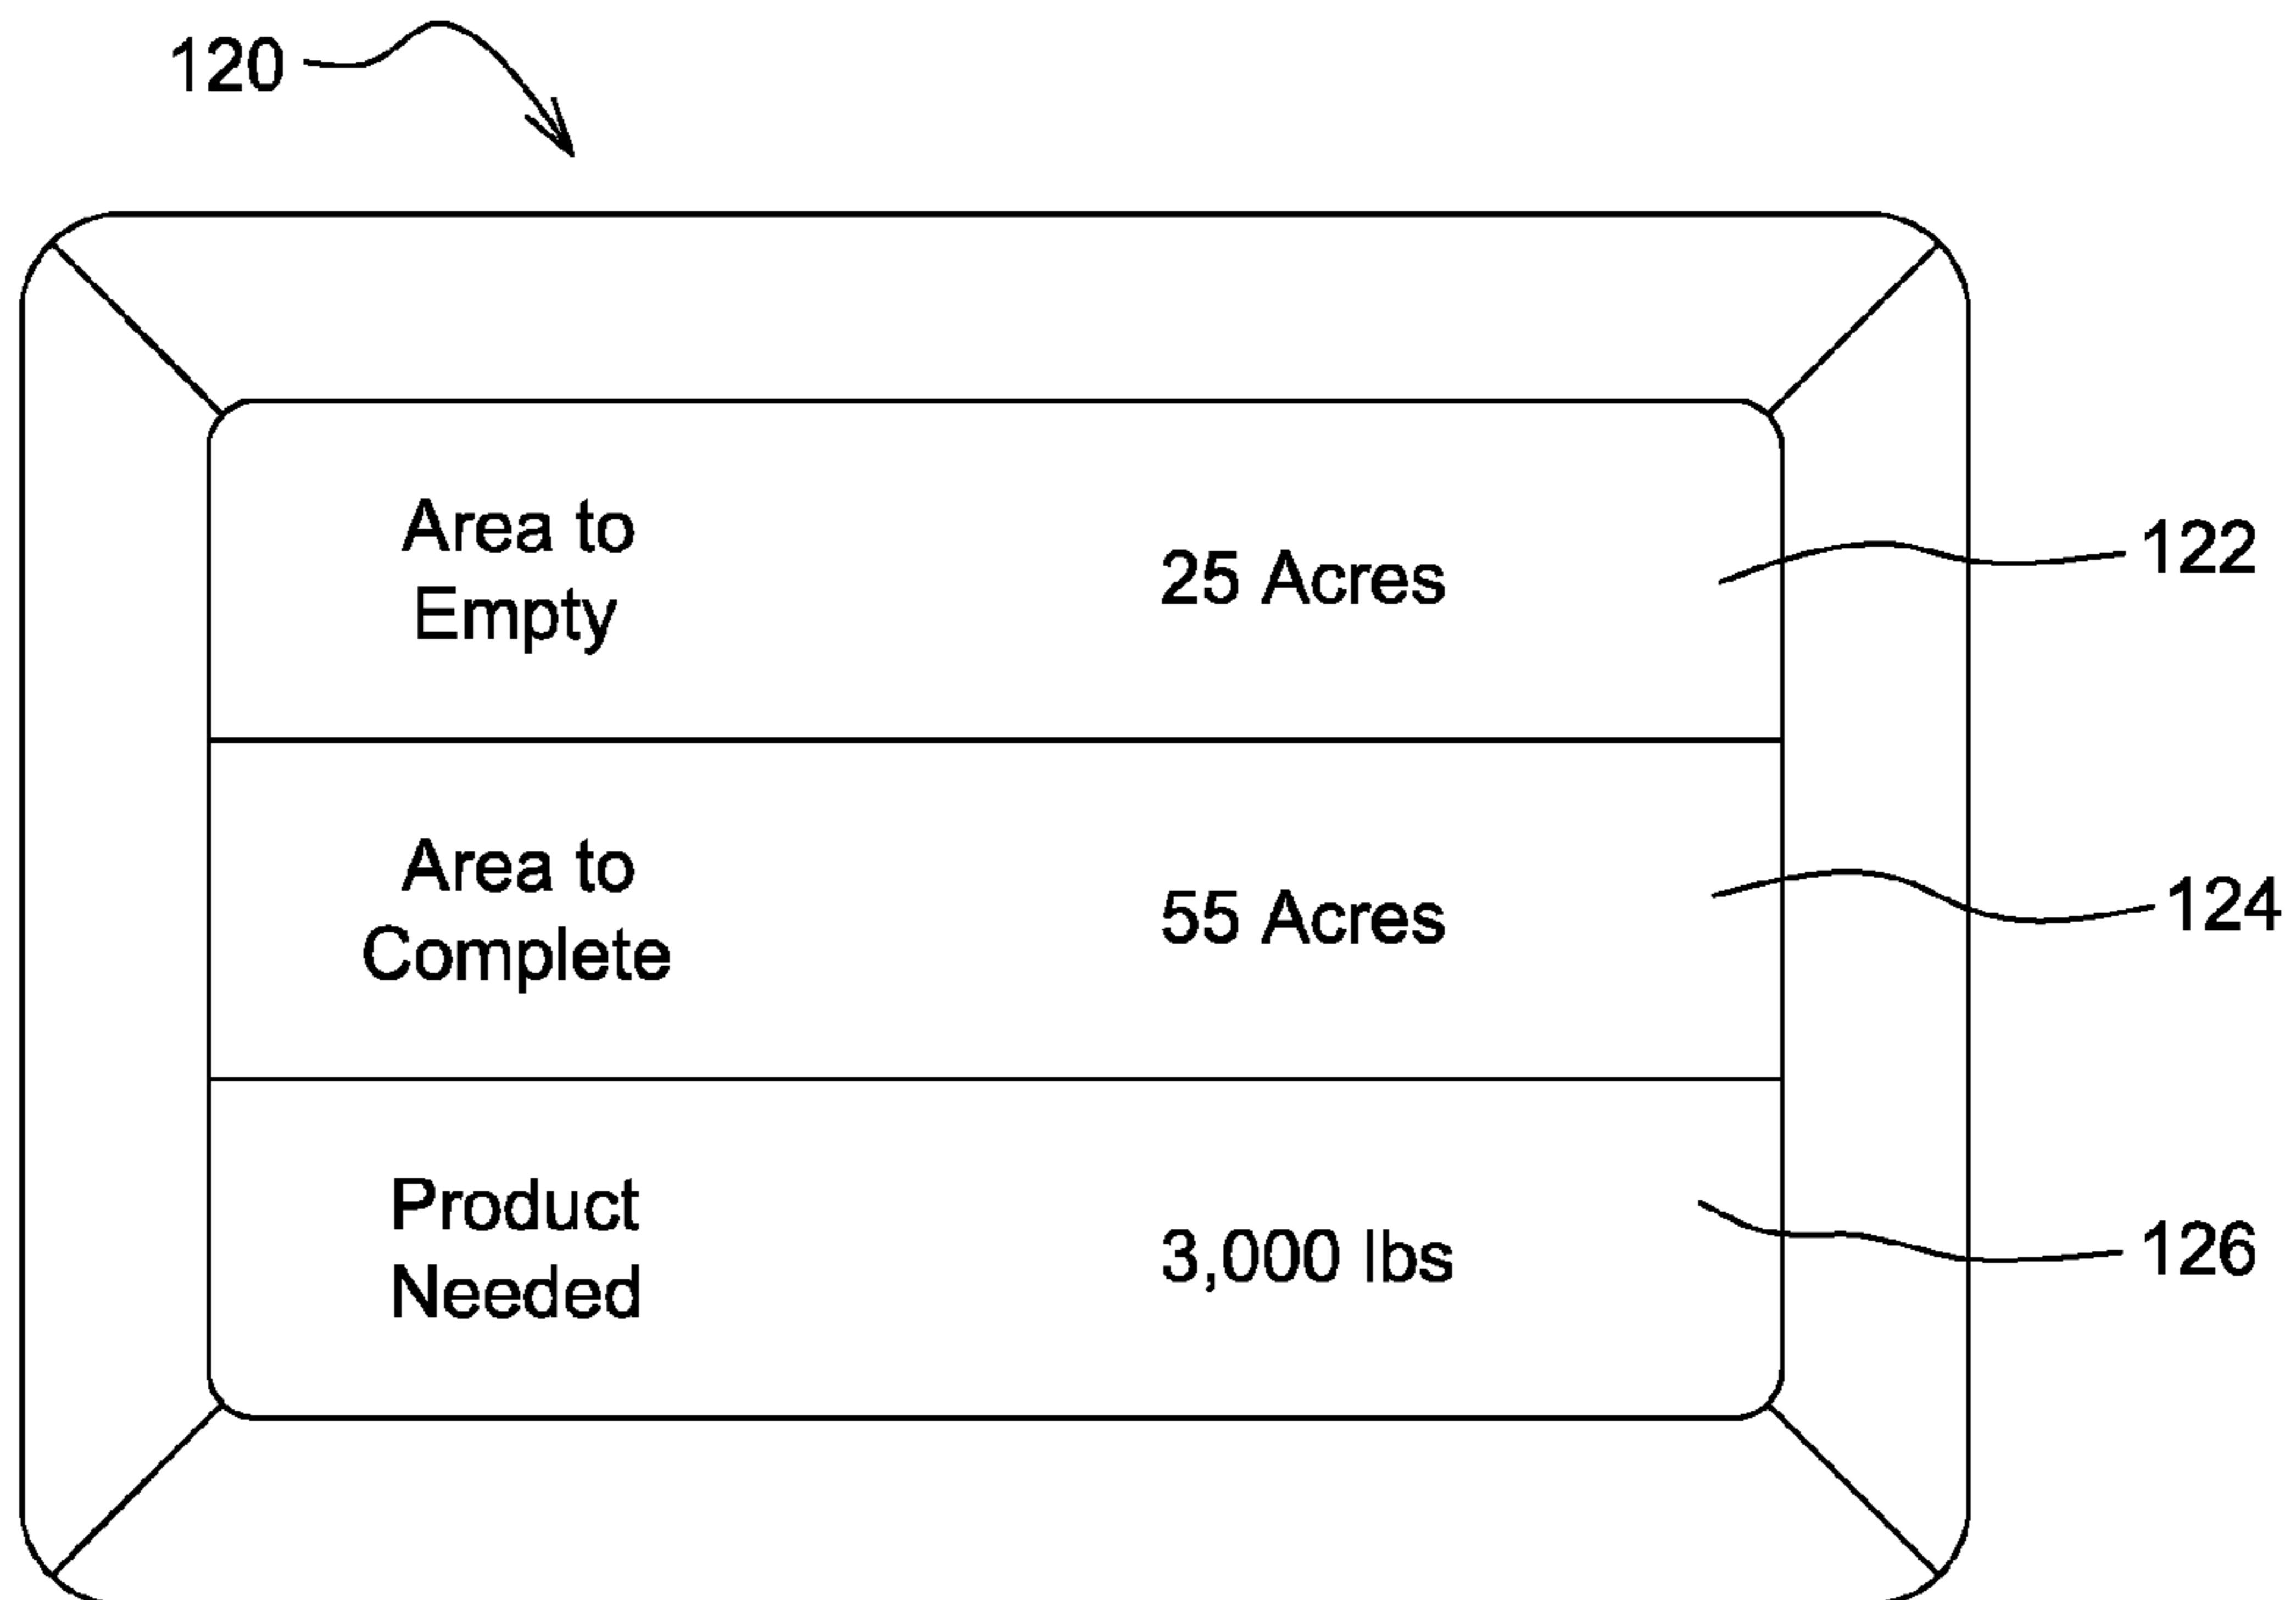 120
Area to
Empty
25 Acres
122
Area to
Complete
55 Acres
124
Product
Needed
3,000 lbs
126